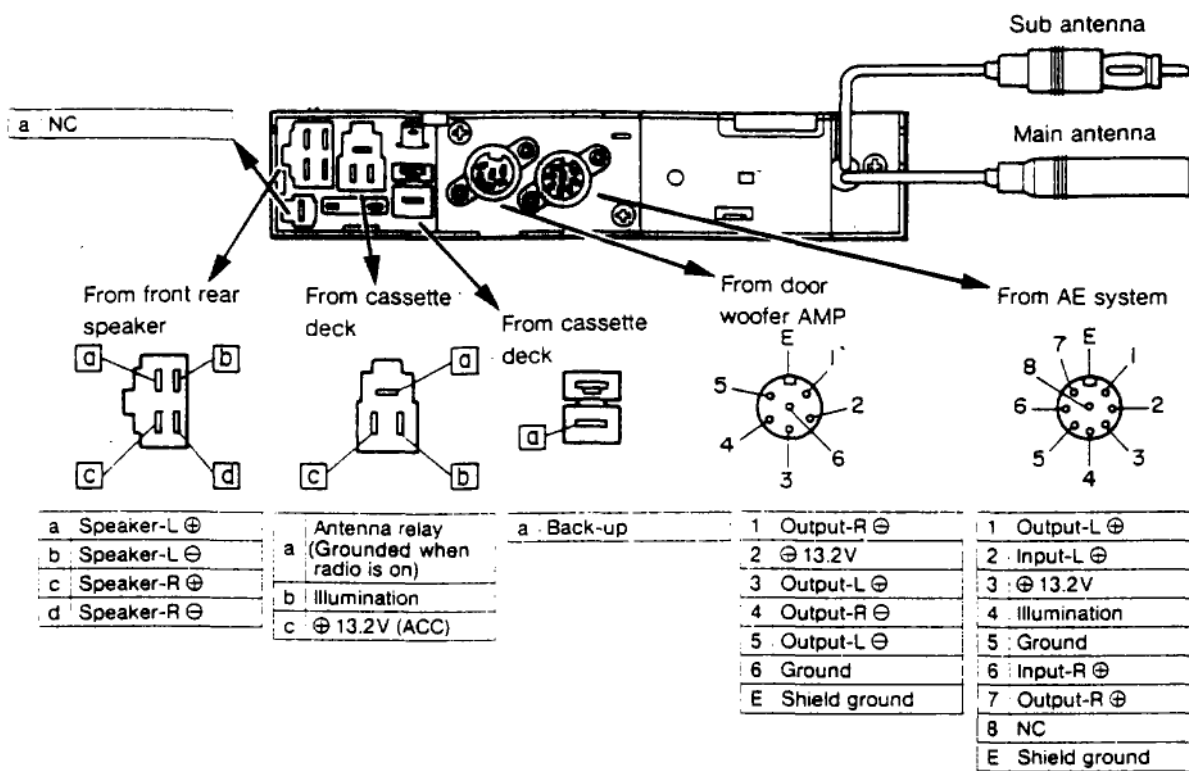 Sub antenna
Main antenna
a NC
From front rear
speaker
From cassette
deck
From cassette
deck
From door
woofer AMP
From AE system
a
b
c
d
a
c
b
a
E
1
5
2
4
3
6
7
E
1
8
6
2
5
4
3
a Speaker-L ⊕
b Speaker-L ⊖
c Speaker-R ⊕
d Speaker-R ⊖
a Antenna relay
(Grounded when
radio is on)
b Illumination
c ⊕ 13.2V (ACC)
a Back-up
1 Output-R ⊖
2 ⊕ 13.2V
3 Output-L ⊖
4 Output-R ⊖
5 Output-L ⊖
6 Ground
E Shield ground
1 Output-L ⊕
2 Input-L ⊕
3 ⊕ 13.2V
4 Illumination
5 Ground
6 Input-R ⊕
7 Output-R ⊕
8 NC
E Shield ground